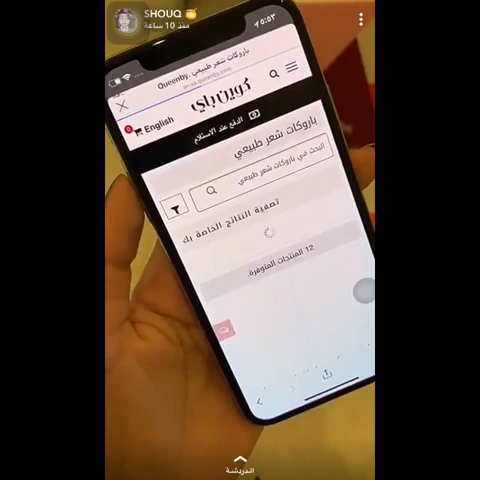 SHOUQ
منذ 10 ساعة
٥:٥٣
باروكات شعر طبيعي .Queenby
كوين باي
0
English
الدفع عند الاستلام
باروكات شعر طبيعي
ابحث في باروكات شعر طبيعي
تصفية النتائج الخاصة بك
12 المنتجات المتوفرة.
الدردشة